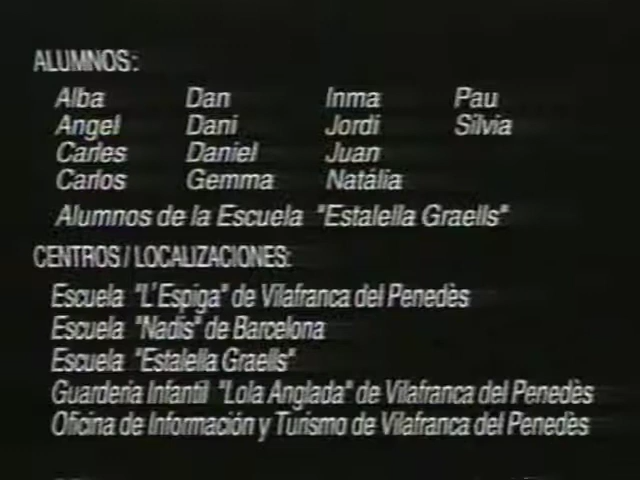 ALUMNOS:
Alba Dan Inma Pau
Angel Dani Jordi Silvia
Carles Daniel Juan
Carlos Gemma Natália
Alumnos de la Escuela "Estalella Graells"
CENTROS / LOCALIZACIONES:
Escuela "L'Espiga" de Vilafranca del Penedès
Escuela "Nadis" de Barcelona
Escuela "Estalella Graells"
Guarderia Infantil "Lola Anglada" de Vilafranca del Penedès
Oficina de Información y Turismo de Vilafranca del Penedès